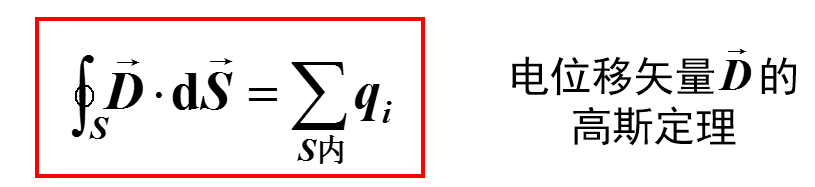 ∮_S D⃗ · dS⃗ = ∑_{S内} q_i
电位移矢量D⃗的
高斯定理